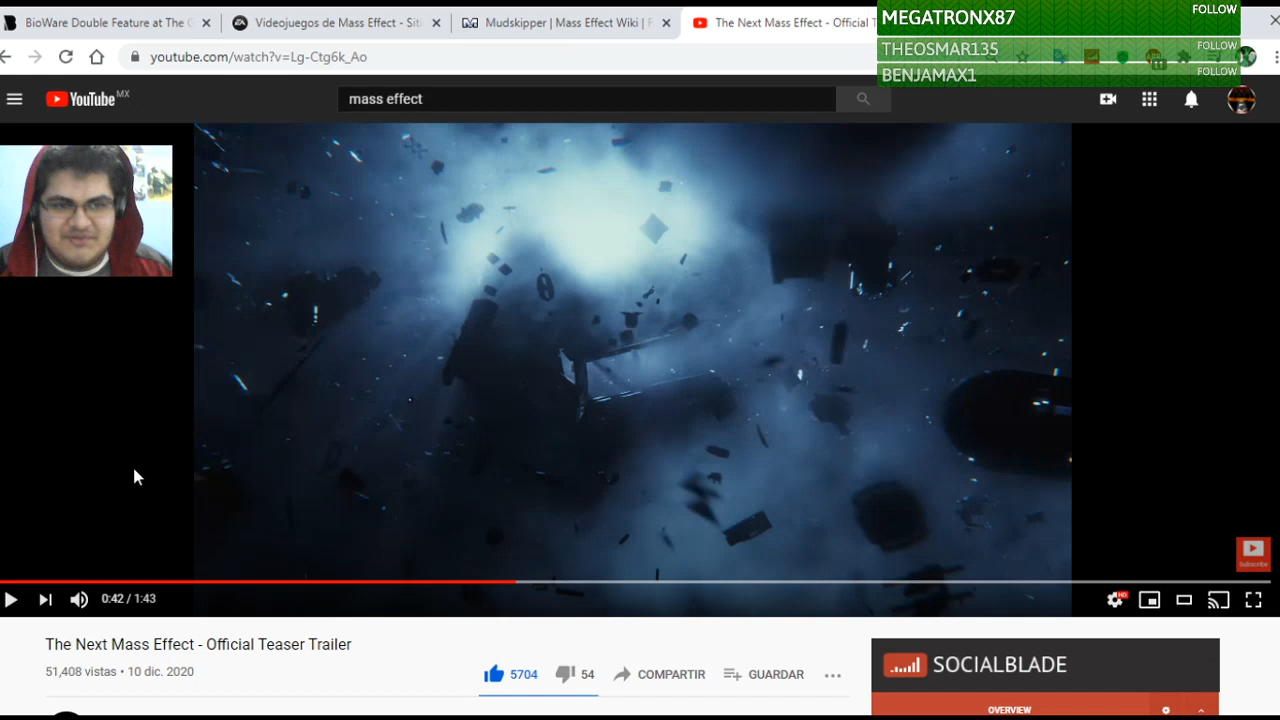 BioWare Double Feature at The G
Videojuegos de Mass Effect - Siti
Mudskipper | Mass Effect Wiki | F
The Next Mass Effect - Official T
MEGATRONX87
FOLLOW
THEOSMAR135
FOLLOW
BENJAMAX1
FOLLOW
youtube.com/watch?v=Lg-Ctg6k_Ao
YouTube MX
mass effect
Subscribe
0:42 / 1:43
HD
The Next Mass Effect - Official Teaser Trailer
51,408 vistas • 10 dic. 2020
5704
54
COMPARTIR
GUARDAR
SOCIALBLADE
OVERVIEW